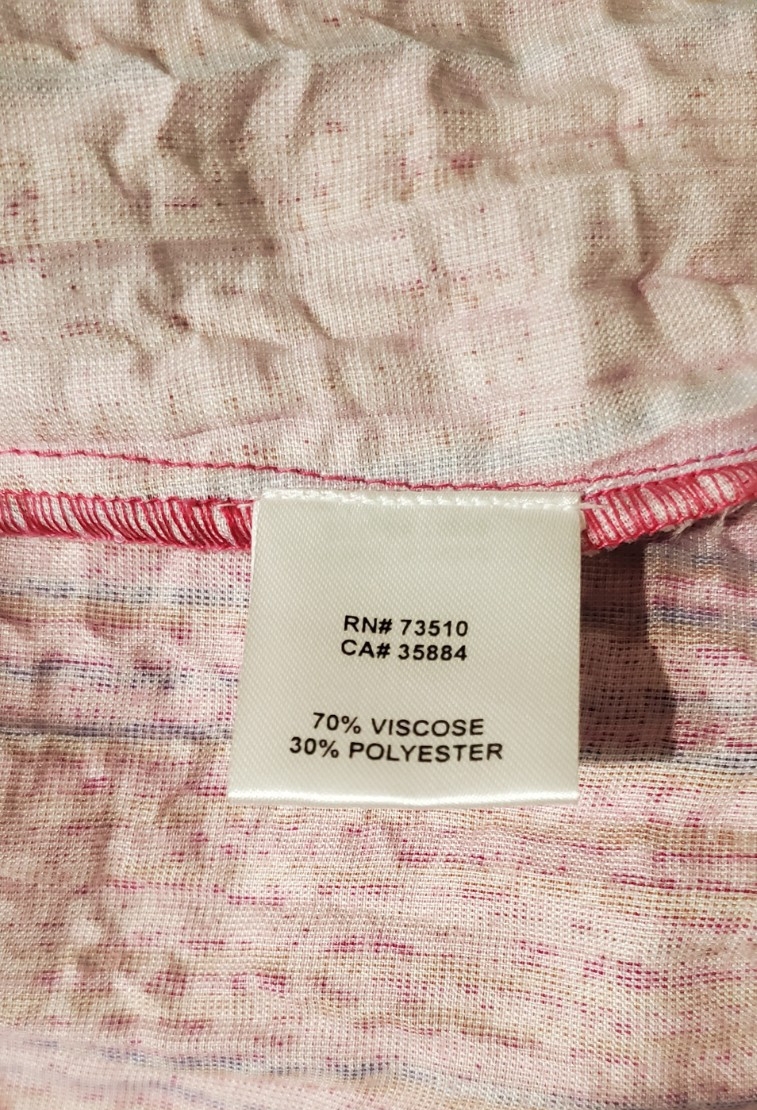 RN# 73510
CA# 35884
70% VISCOSE
30% POLYESTER